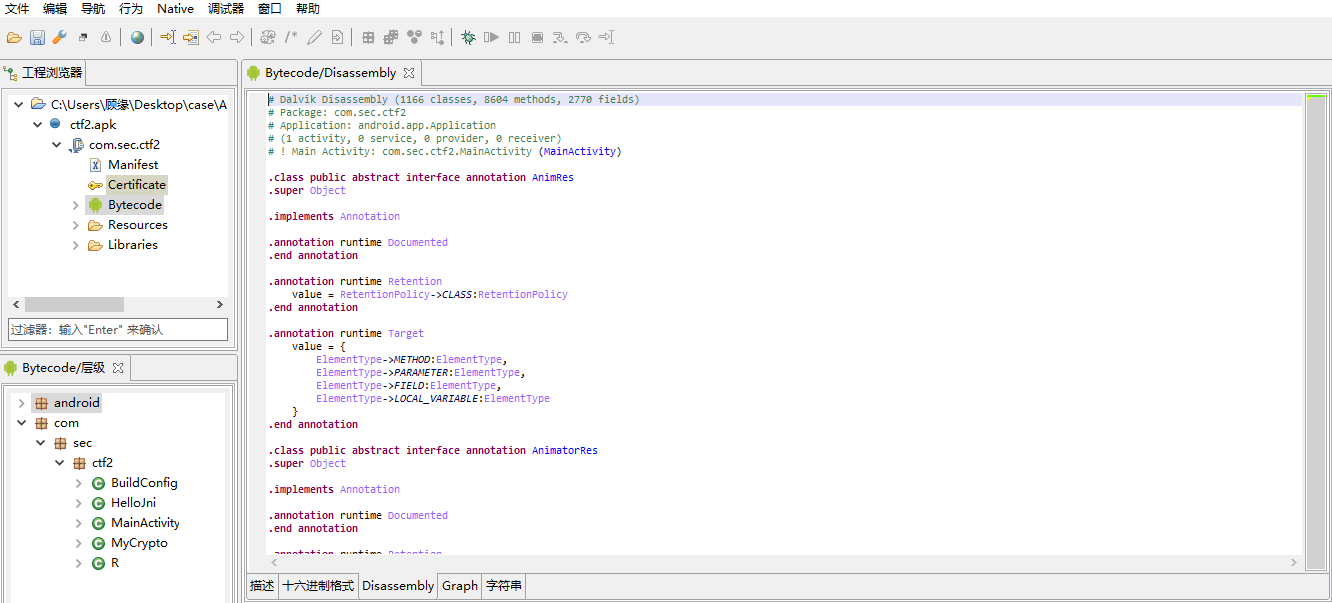 文件 编辑 导航 行为 Native 调试器 窗口 帮助
工程浏览器
C:\Users\顾缘\Desktop\case\A
ctf2.apk
com.sec.ctf2
Manifest
Certificate
Bytecode
Resources
Libraries
过滤器: 输入"Enter" 来确认
Bytecode/层级
android
com
sec
ctf2
BuildConfig
HelloJni
MainActivity
MyCrypto
R
Bytecode/Disassembly
# Dalvik Disassembly (1166 classes, 8604 methods, 2770 fields)
# Package: com.sec.ctf2
# Application: android.app.Application
# (1 activity, 0 service, 0 provider, 0 receiver)
# ! Main Activity: com.sec.ctf2.MainActivity (MainActivity)
.class public abstract interface annotation AnimRes
.super Object
.implements Annotation
.annotation runtime Documented
.end annotation
.annotation runtime Retention
value = RetentionPolicy->CLASS:RetentionPolicy
.end annotation
.annotation runtime Target
value = {
ElementType->METHOD:ElementType,
ElementType->PARAMETER:ElementType,
ElementType->FIELD:ElementType,
ElementType->LOCAL_VARIABLE:ElementType
}
.end annotation
.class public abstract interface annotation AnimatorRes
.super Object
.implements Annotation
.annotation runtime Documented
.end annotation
.annotation runtime Retention
描述 十六进制格式 Disassembly Graph 字符串